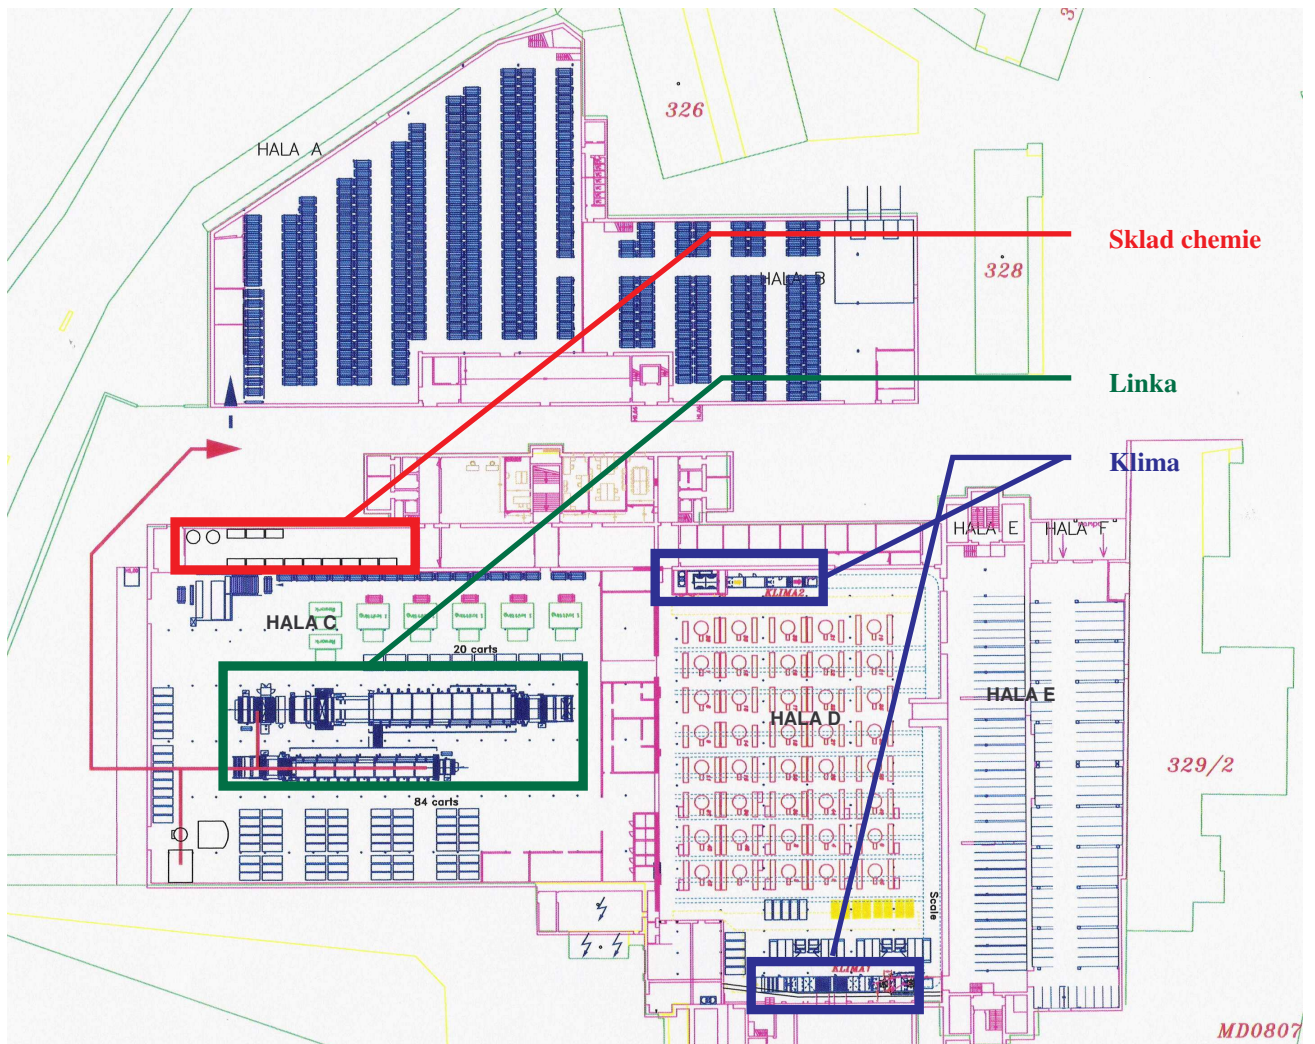 326
HALA A
Sklad chemie
328
HALA B
Linka
Klima
HALA E
HALA F
KLIMA2
HALA C
20 carts
HALA E
HALA D
329/2
84 carts
Scale
KLIMA1
MD0807